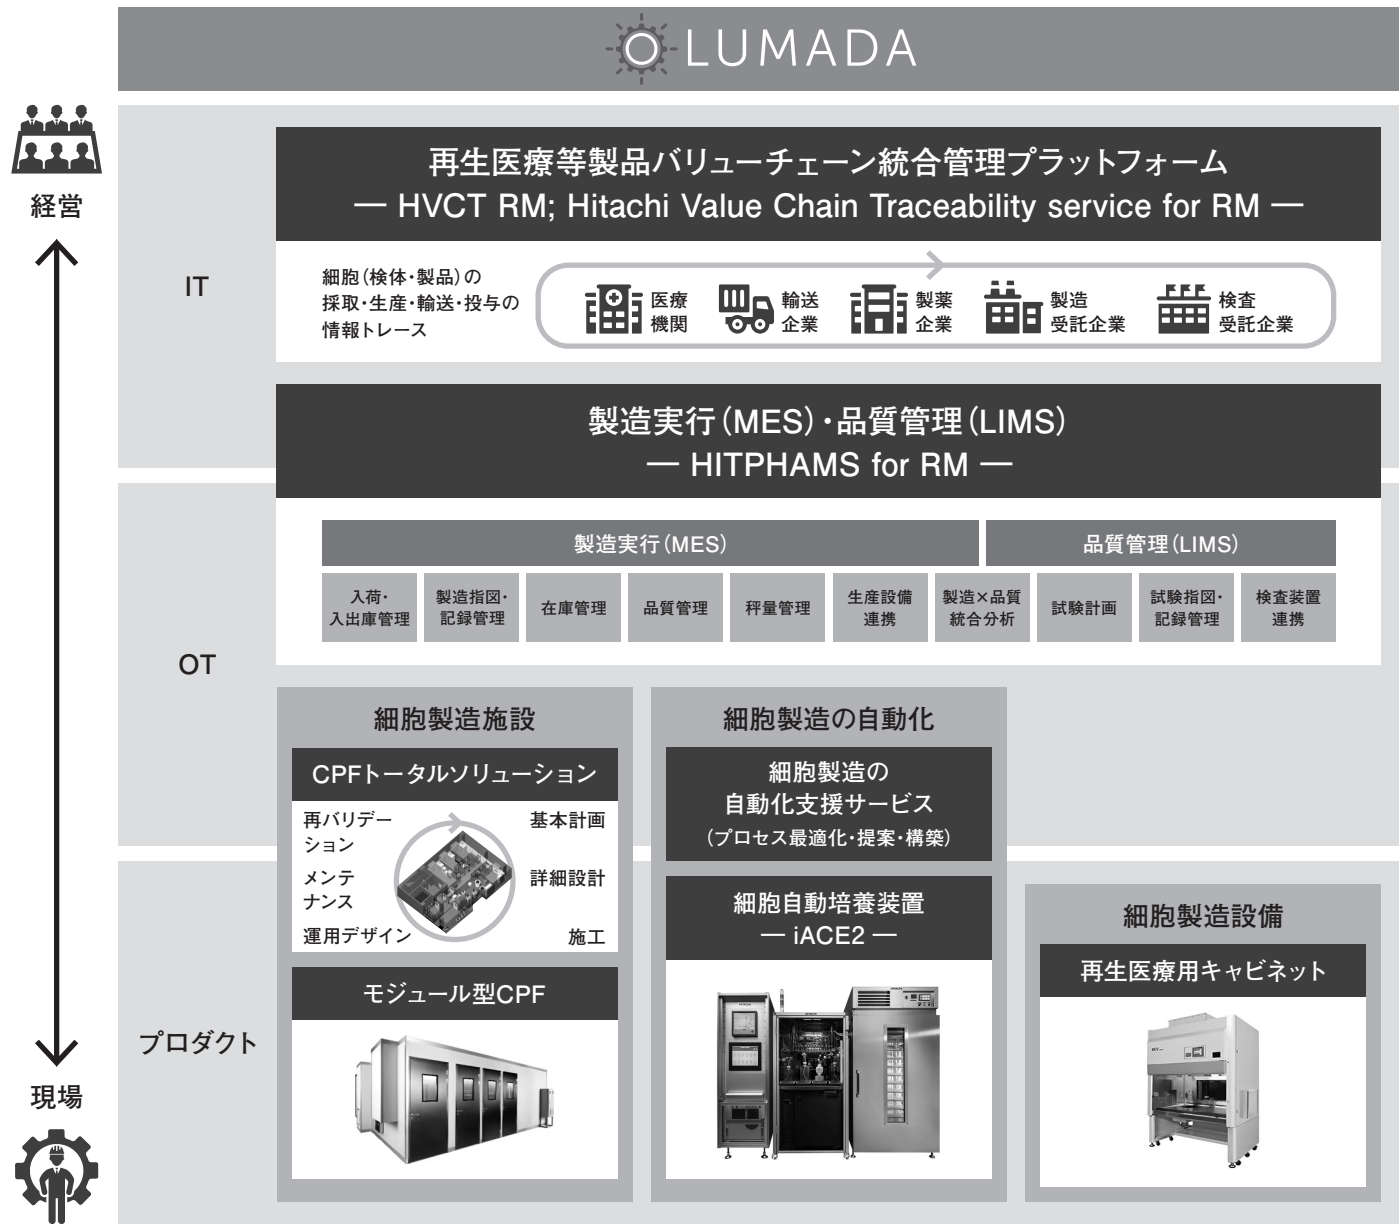 LUMADA
経営
IT
再生医療等製品バリューチェーン統合管理プラットフォーム
— HVCT RM; Hitachi Value Chain Traceability service for RM —
細胞（検体・製品）の
採取・生産・輸送・投与の
情報トレース
医療
機関
輸送
企業
製薬
企業
製造
受託企業
検査
受託企業
製造実行（MES）・品質管理（LIMS）
— HITPHAMS for RM —
OT
製造実行（MES）
品質管理（LIMS）
入荷・
入出庫管理
製造指図・
記録管理
在庫管理
品質管理
秤量管理
生産設備
連携
製造×品質
統合分析
試験計画
試験指図・
記録管理
検査装置
連携
細胞製造施設
CPFトータルソリューション
再バリデー
ション
メンテ
ナンス
運用デザイン
基本計画
詳細設計
施工
モジュール型CPF
細胞製造の自動化
細胞製造の
自動化支援サービス
（プロセス最適化・提案・構築）
細胞自動培養装置
— iACE2 —
細胞製造設備
再生医療用キャビネット
プロダクト
現場